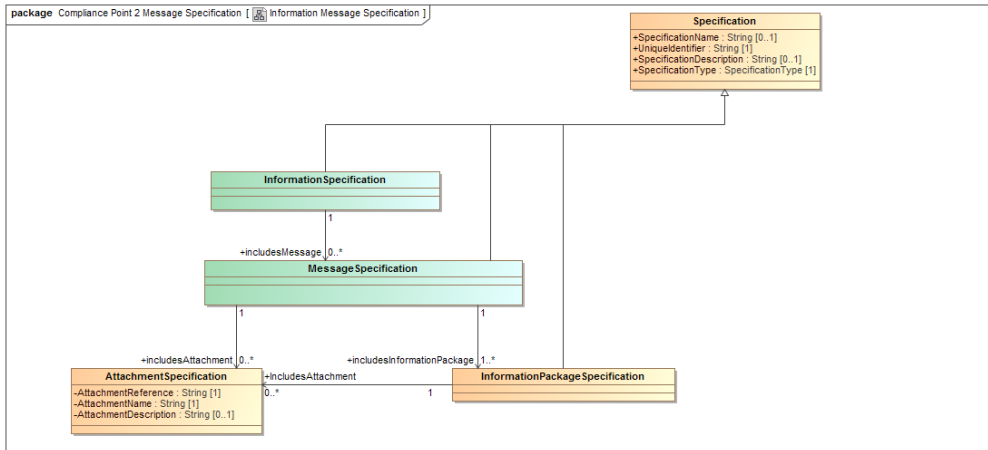 package Compliance Point 2 Message Specification [ Information Message Specification ]
Specification
+SpecificationName : String [0..1]
+UniqueIdentifier : String [1]
+SpecificationDescription : String [0..1]
+SpecificationType : SpecificationType [1]
InformationSpecification
1
+includesMessage 0..*
MessageSpecification
1
1
+includesAttachment 0..*
+includesInformationPackage 1..*
AttachmentSpecification
-AttachmentReference : String [1]
-AttachmentName : String [1]
-AttachmentDescription : String [0..1]
+IncludesAttachment
0..*
1
InformationPackageSpecification